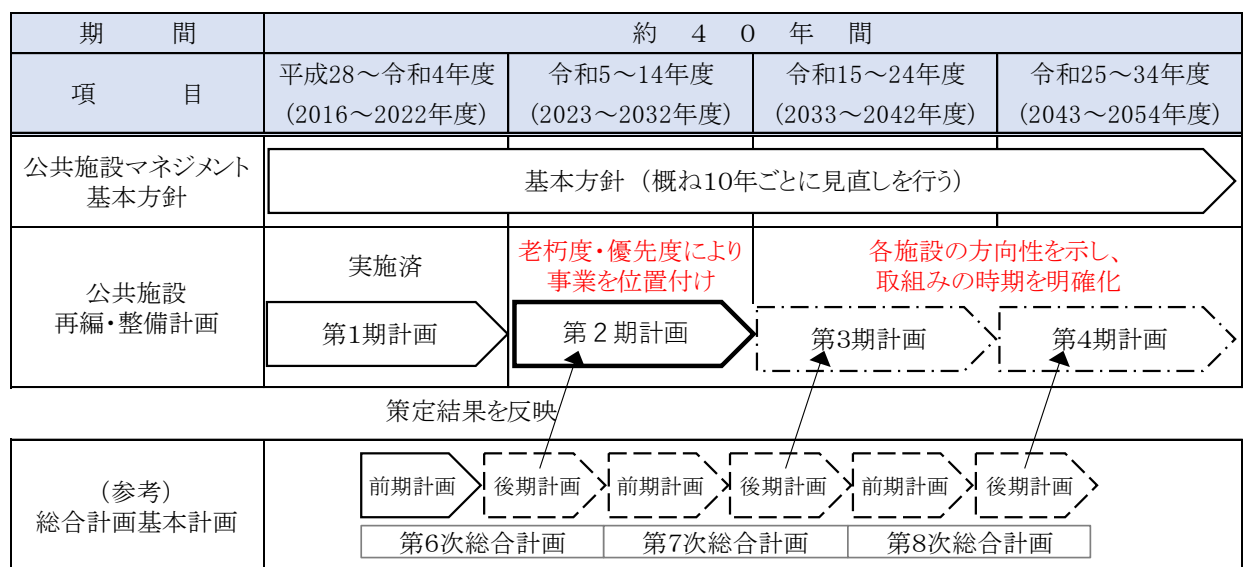 期 間
約 4 0 年 間
項 目
平成28～令和4年度
(2016～2022年度)
令和5～14年度
(2023～2032年度)
令和15～24年度
(2033～2042年度)
令和25～34年度
(2043～2054年度)
公共施設マネジメント
基本方針
基本方針 (概ね10年ごとに見直しを行う)
公共施設
再編・整備計画
実施済
第1期計画
老朽度・優先度により
事業を位置付け
第２期計画
各施設の方向性を示し、
取組みの時期を明確化
第3期計画
第4期計画
策定結果を反映
(参考)
総合計画基本計画
前期計画
後期計画
前期計画
後期計画
前期計画
後期計画
第6次総合計画
第7次総合計画
第8次総合計画